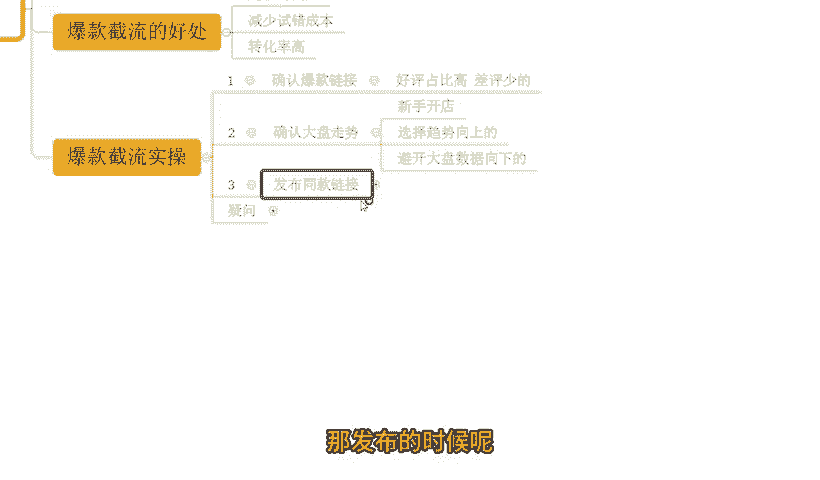 爆款截流的好处
减少试错成本
转化率高
爆款截流实操
1 确认爆款链接 好评占比高 差评少的
2 确认大盘走势
新手开店
选择趋势向上的
避开大盘数据向下的
3 发布同款链接
疑问
那发布的时候呢